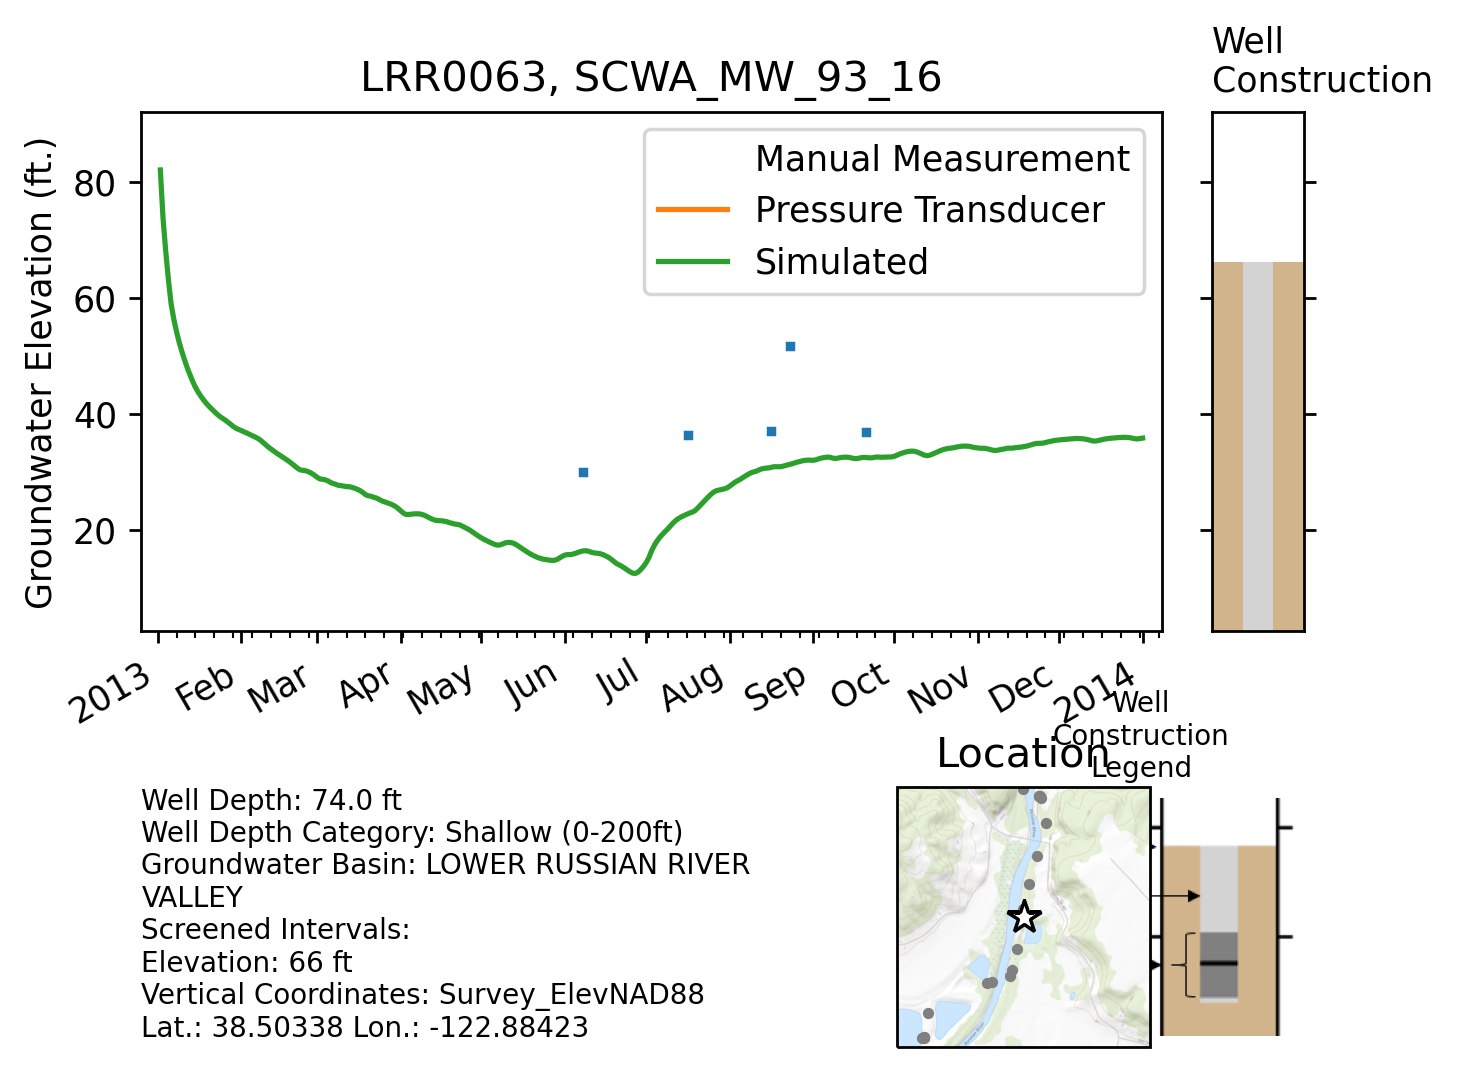 Well
Construction
LRR0063, SCWA_MW_93_16
Groundwater Elevation (ft.)
80
60
40
20
Manual Measurement
Pressure Transducer
Simulated
2013
Feb
Mar
Apr
May
Jun
Jul
Aug
Sep
Oct
Nov
Dec
2014
Well
Construction
Legend
Location
Well Depth: 74.0 ft
Well Depth Category: Shallow (0-200ft)
Groundwater Basin: LOWER RUSSIAN RIVER
VALLEY
Screened Intervals:
Elevation: 66 ft
Vertical Coordinates: Survey_ElevNAD88
Lat.: 38.50338 Lon.: -122.88423